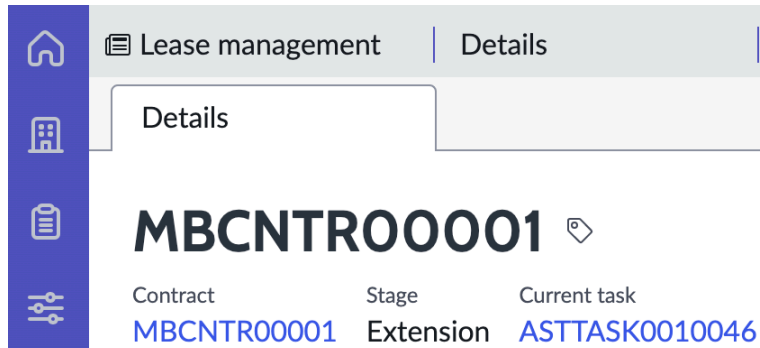 Lease management Details
Details
MBCNTR00001
Contract Stage Current task
MBCNTR00001 Extension ASTTASK0010046